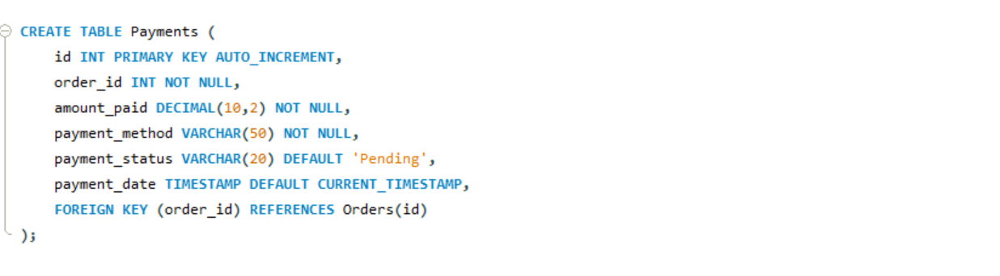 CREATE TABLE Payments (
id INT PRIMARY KEY AUTO_INCREMENT,
order_id INT NOT NULL,
amount_paid DECIMAL(10,2) NOT NULL,
payment_method VARCHAR(50) NOT NULL,
payment_status VARCHAR(20) DEFAULT 'Pending',
payment_date TIMESTAMP DEFAULT CURRENT_TIMESTAMP,
FOREIGN KEY (order_id) REFERENCES Orders(id)
);